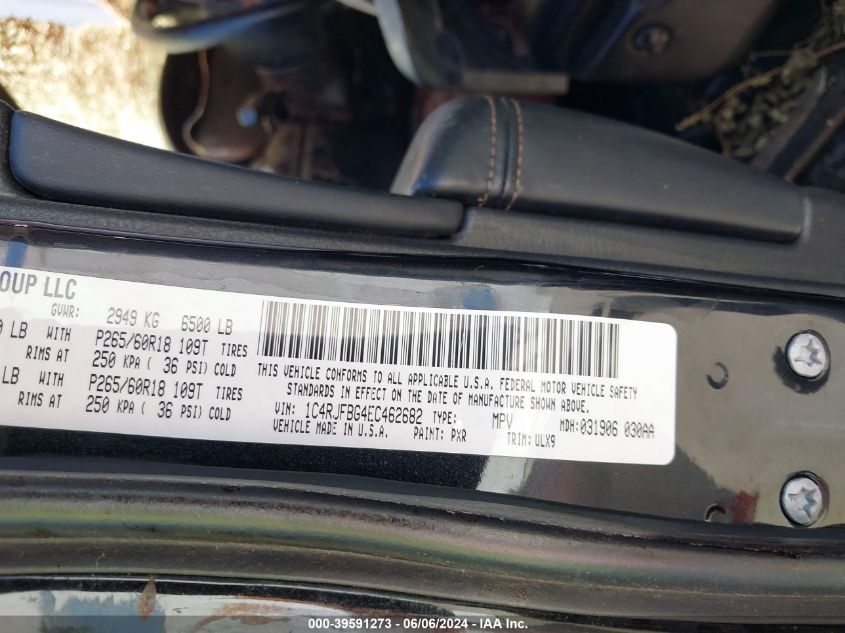 OUP LLC
GVWR: 2949 KG 6500 LB
LB WITH P265/60R18 109T TIRES
RIMS AT 250 KPA ( 36 PSI) COLD
LB WITH P265/60R18 109T TIRES
RIMS AT 250 KPA ( 36 PSI) COLD
THIS VEHICLE CONFORMS TO ALL APPLICABLE U.S.A. FEDERAL MOTOR VEHICLE SAFETY
STANDARDS IN EFFECT ON THE DATE OF MANUFACTURE SHOWN ABOVE.
VIN: 1C4RJFBG4EC462682 TYPE: MPV MDH:031906 030AA
VEHICLE MADE IN U.S.A. PAINT: PXR TRIM: ULX9
000-39591273 - 06/06/2024 - IAA Inc.